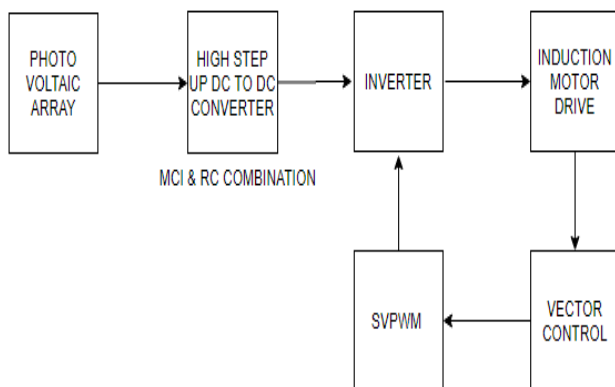 PHOTO
VOLTAIC
ARRAY
HIGH STEP
UP DC TO DC
CONVERTER
INVERTER
INDUCTION
MOTOR
DRIVE
MCI & RC COMBINATION
SVPWM
VECTOR
CONTROL